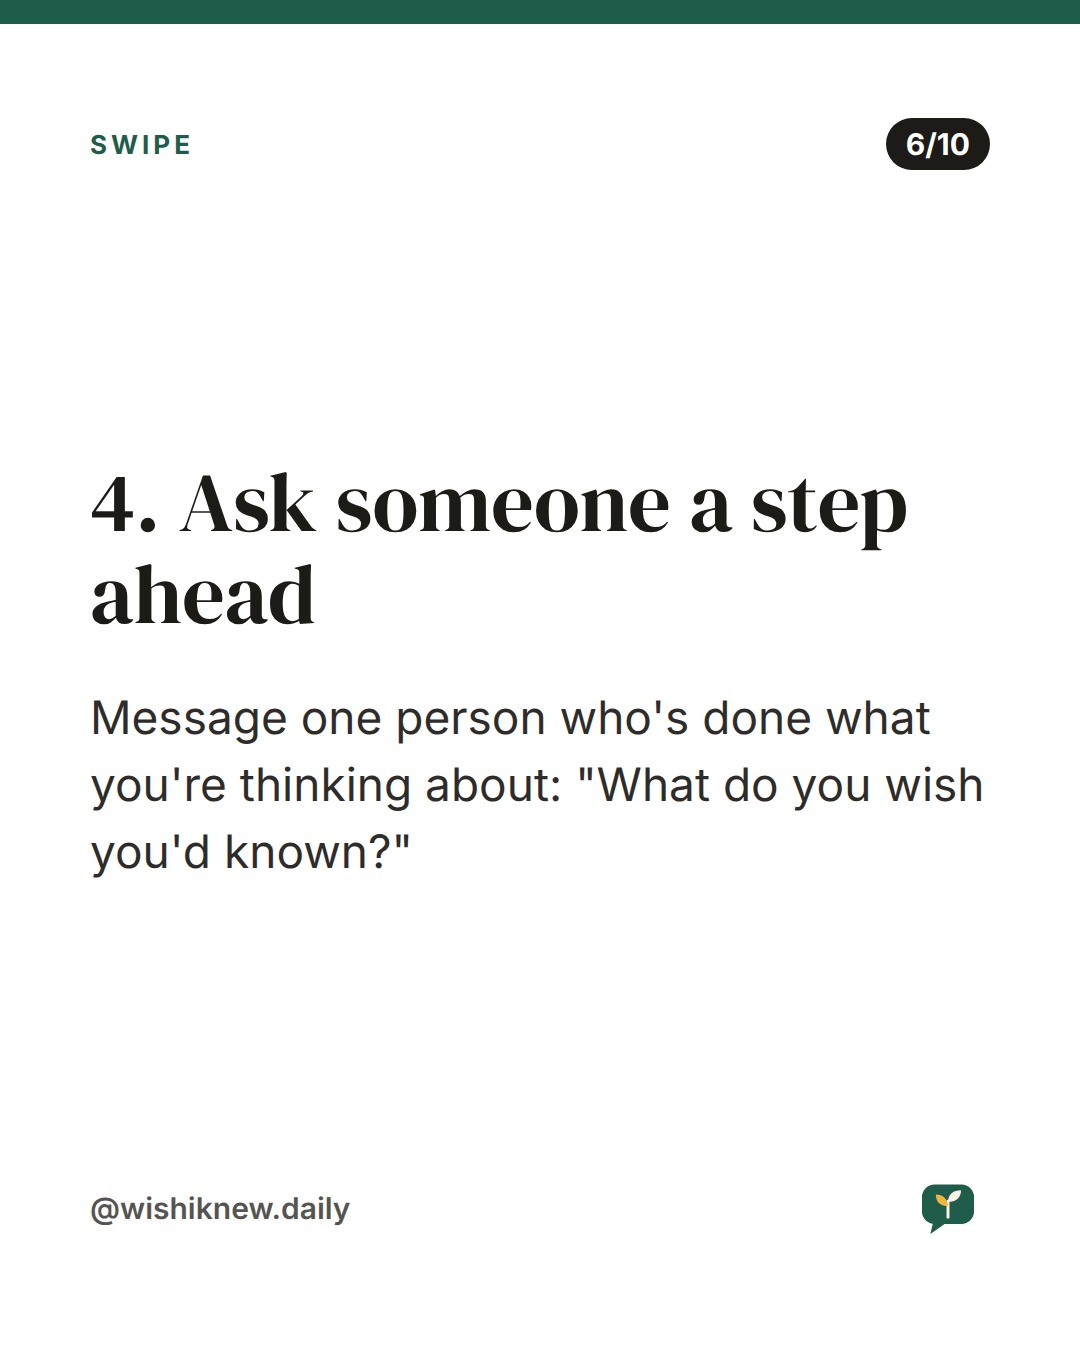 SWIPE
6/10
4. Ask someone a step
ahead
Message one person who's done what
you're thinking about: "What do you wish
you'd known?"
@wishiknew.daily